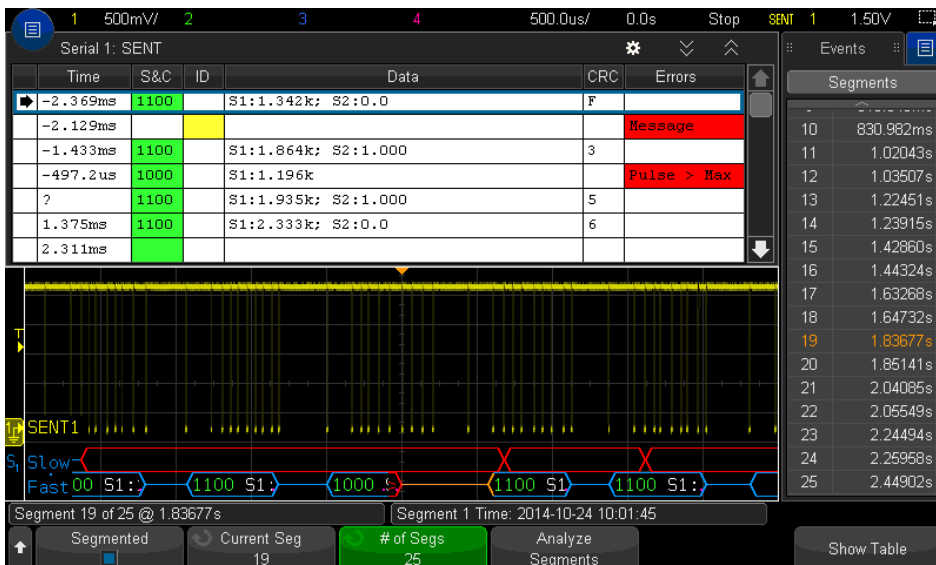 1 500mV/ 2 3 4 500.0us/ 0.0s Stop SENT 1 1.50V
Serial 1: SENT
Time S&C ID Data CRC Errors
-2.369ms 1100 S1:1.342k; S2:0.0 F
-2.129ms Message
-1.433ms 1100 S1:1.864k; S2:1.000 3
-497.2us 1000 S1:1.196k Pulse > Max
? 1100 S1:1.935k; S2:1.000 5
1.375ms 1100 S1:2.333k; S2:0.0 6
2.311ms
Events
Segments
10 830.982ms
11 1.02043s
12 1.03507s
13 1.22451s
14 1.23915s
15 1.42860s
16 1.44324s
17 1.63268s
18 1.64732s
19 1.83677s
20 1.85141s
21 2.04085s
22 2.05549s
23 2.24494s
24 2.25958s
25 2.44902s
T
SENT1
S1 Slow
Fast 00 S1: 1100 S1: 1000 1100 S1 1100 S1:
Segment 19 of 25 @ 1.83677s
Segment 1 Time: 2014-10-24 10:01:45
Segmented
Current Seg
19
# of Segs
25
Analyze
Segments
Show Table